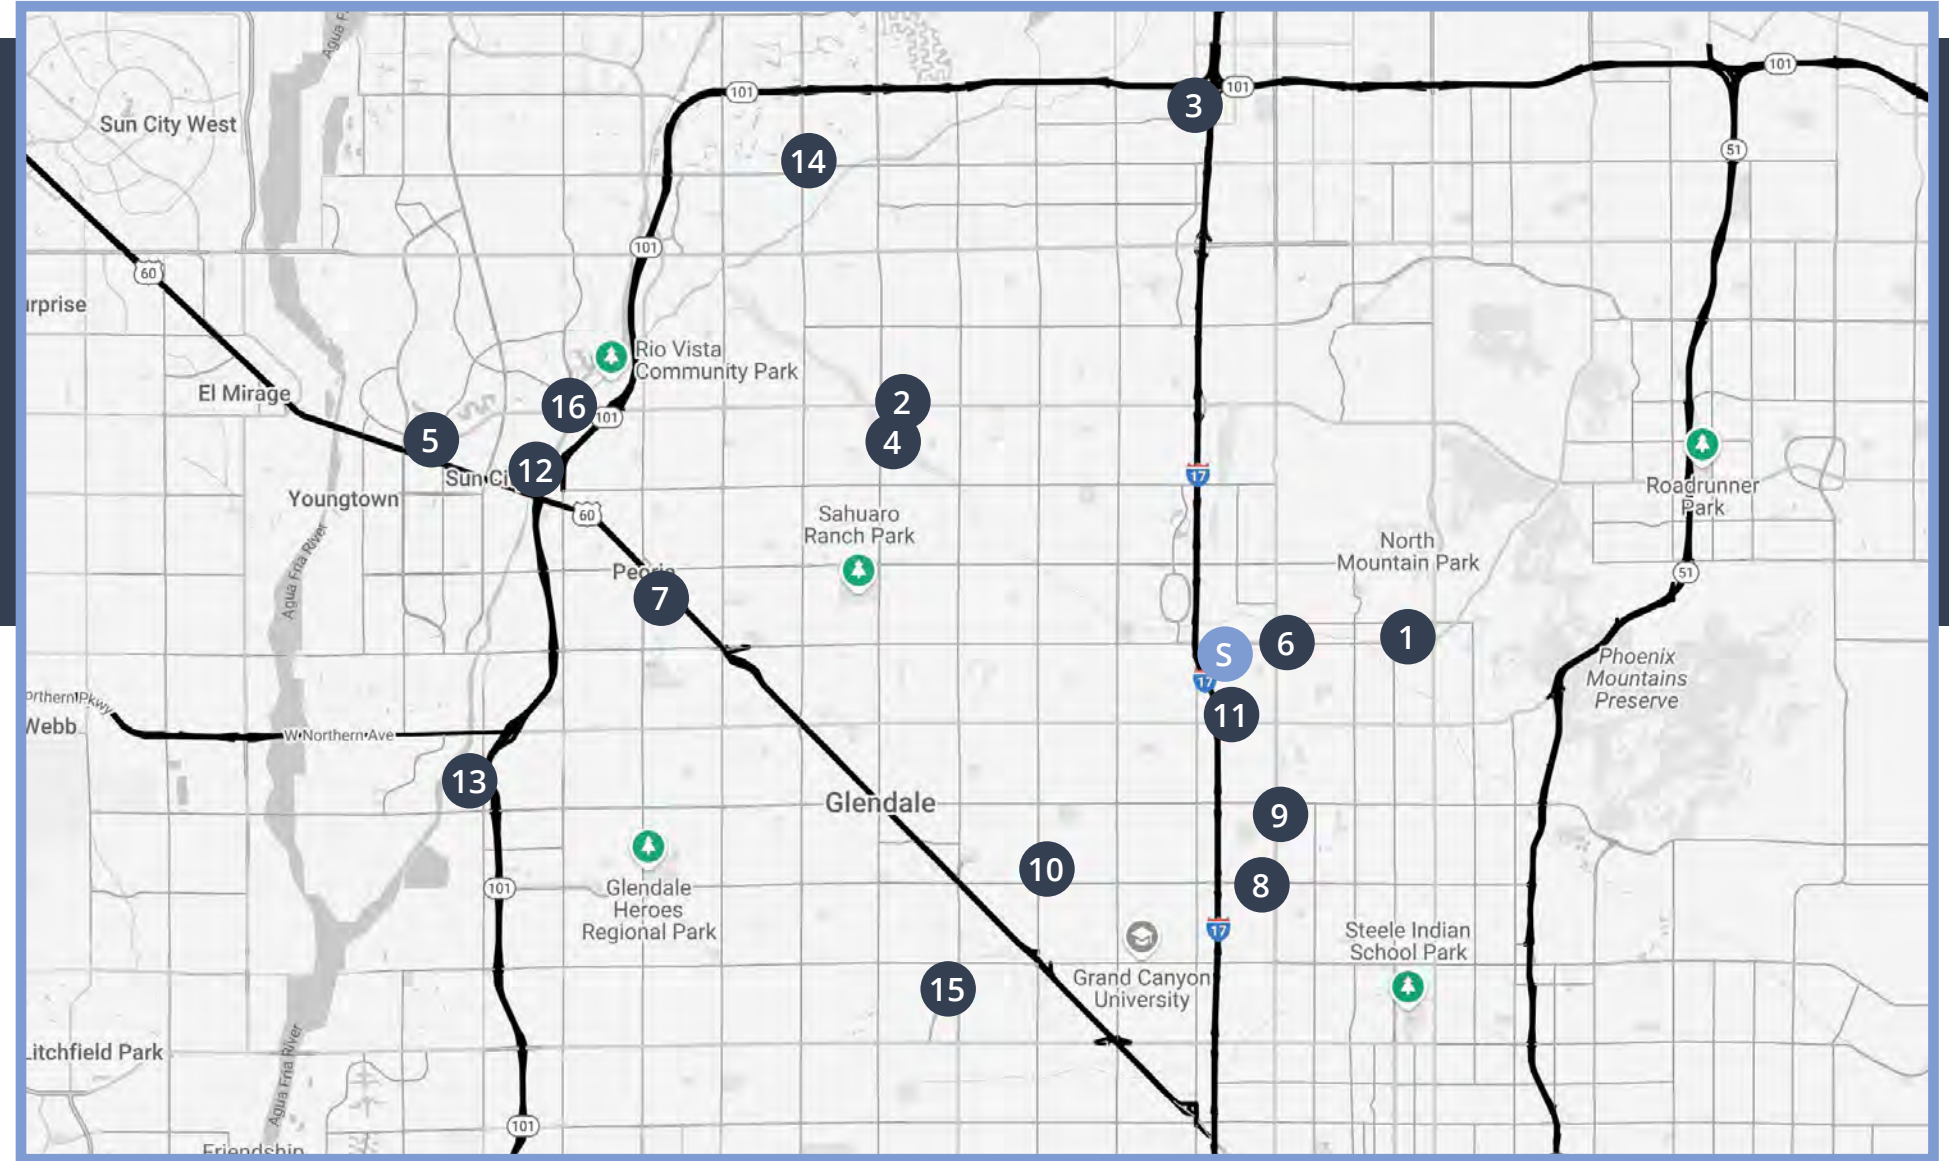 Agua F
101
101
101
3
Sun City West
14
51
101
60
urprise
Rio Vista
Community Park
El Mirage
16
101
2
5
4
12
Sun Ci
17
Roadrunner
Park
Youngtown
60
Sahuaro
Ranch Park
North
Mountain Park
Agua Fria River
Peoria
7
51
S
6
1
17
Phoenix
Mountains
Preserve
orthern Pkwy
Webb
W Northern Ave
11
13
Glendale
9
10
8
101
Glendale
Heroes
Regional Park
17
Steele Indian
School Park
15
Grand Canyon
University
Litchfield Park
Agua Fria River
101
Friendship